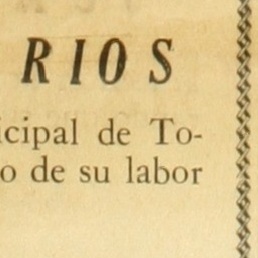 RIOS
icipal de To-
o de su labor